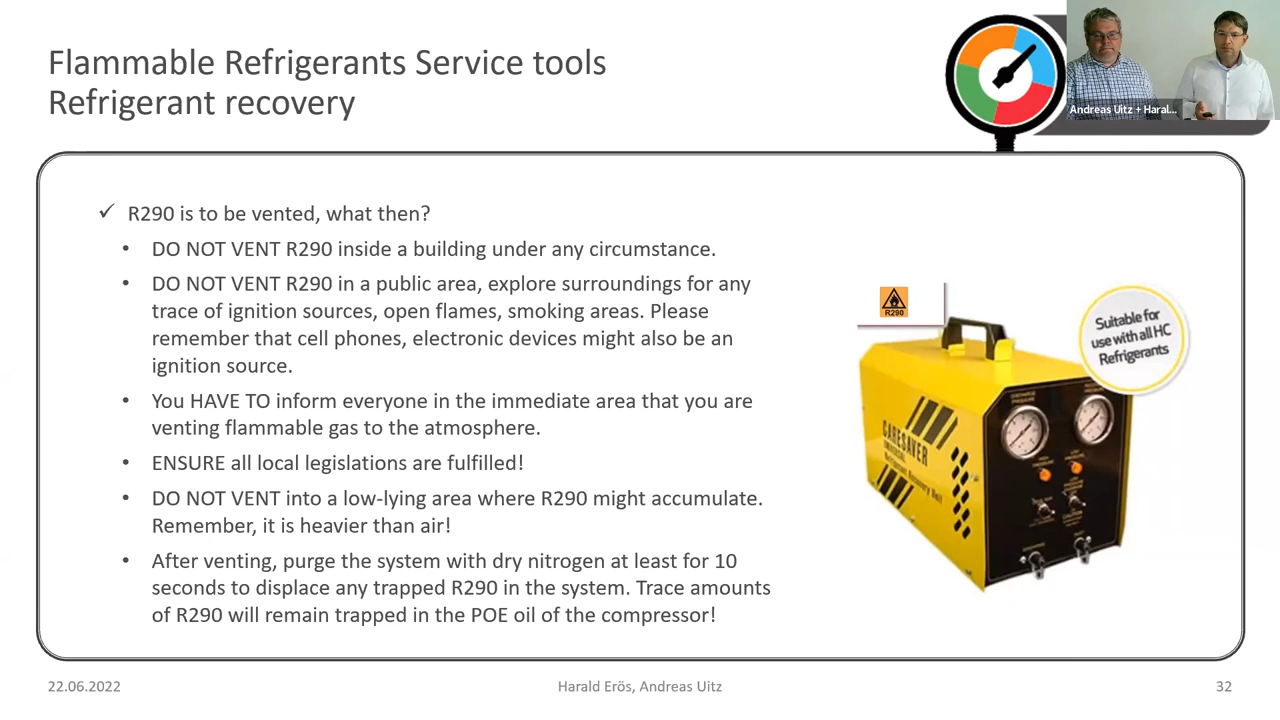 Flammable Refrigerants Service tools
Refrigerant recovery
Andreas Uitz + Haral...
✓ R290 is to be vented, what then?
• DO NOT VENT R290 inside a building under any circumstance.
• DO NOT VENT R290 in a public area, explore surroundings for any
trace of ignition sources, open flames, smoking areas. Please
remember that cell phones, electronic devices might also be an
ignition source.
• You HAVE TO inform everyone in the immediate area that you are
venting flammable gas to the atmosphere.
• ENSURE all local legislations are fulfilled!
• DO NOT VENT into a low-lying area where R290 might accumulate.
Remember, it is heavier than air!
• After venting, purge the system with dry nitrogen at least for 10
seconds to displace any trapped R290 in the system. Trace amounts
of R290 will remain trapped in the POE oil of the compressor!
R290
Suitable for
use with all HC
Refrigerants
CARESAVER
UNIVERSAL
Refrigerant Recovery Unit
22.06.2022
Harald Erös, Andreas Uitz
32